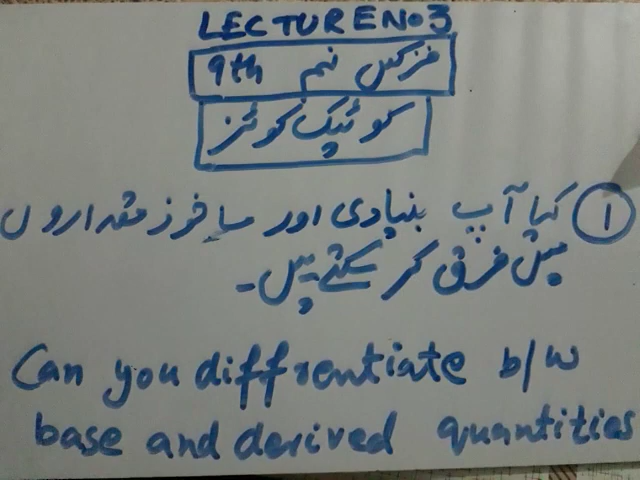 LECTURE NO 3
فزکس نہم 9th
کوئیک کوئز
① کیا آپ بنیادی اور ماخوذ مقداروں
میں فرق کر سکتے ہیں۔
Can you diffrentiate b/w
base and derived quantities